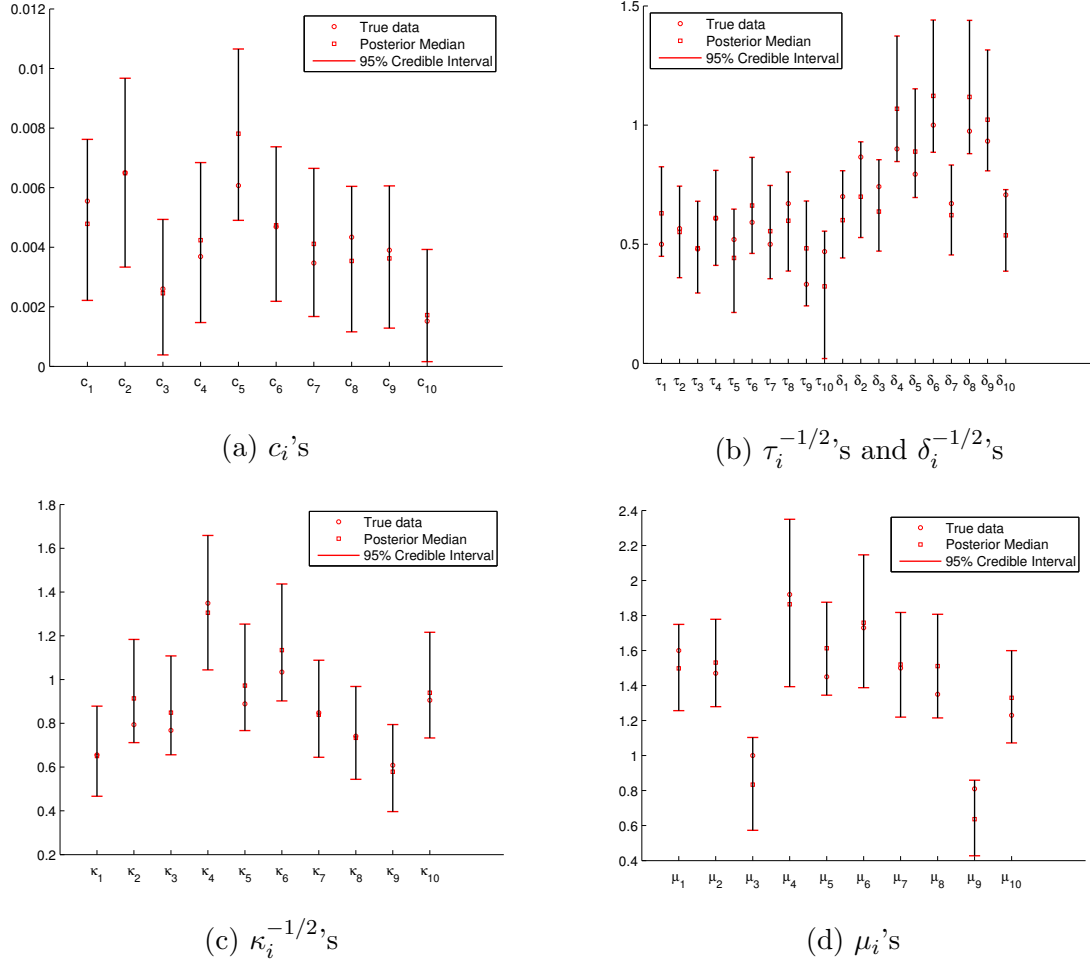 0.012
0.01
0.008
0.006
0.004
0.002
0
True data
Posterior Median
95% Credible Interval
c1 c2 c3 c4 c5 c6 c7 c8 c9 c10
(a) ci's
1.5
1
0.5
0
True data
Posterior Median
95% Credible Interval
τ1 τ2 τ3 τ4 τ5 τ6 τ7 τ8 τ9 τ10 δ1 δ2 δ3 δ4 δ5 δ6 δ7 δ8 δ9 δ10
(b) τi^−1/2's and δi^−1/2's
1.8
1.6
1.4
1.2
1
0.8
0.6
0.4
0.2
True data
Posterior Median
95% Credible Interval
κ1 κ2 κ3 κ4 κ5 κ6 κ7 κ8 κ9 κ10
(c) κi^−1/2's
2.4
2.2
2
1.8
1.6
1.4
1.2
1
0.8
0.6
0.4
True data
Posterior Median
95% Credible Interval
μ1 μ2 μ3 μ4 μ5 μ6 μ7 μ8 μ9 μ10
(d) μi's